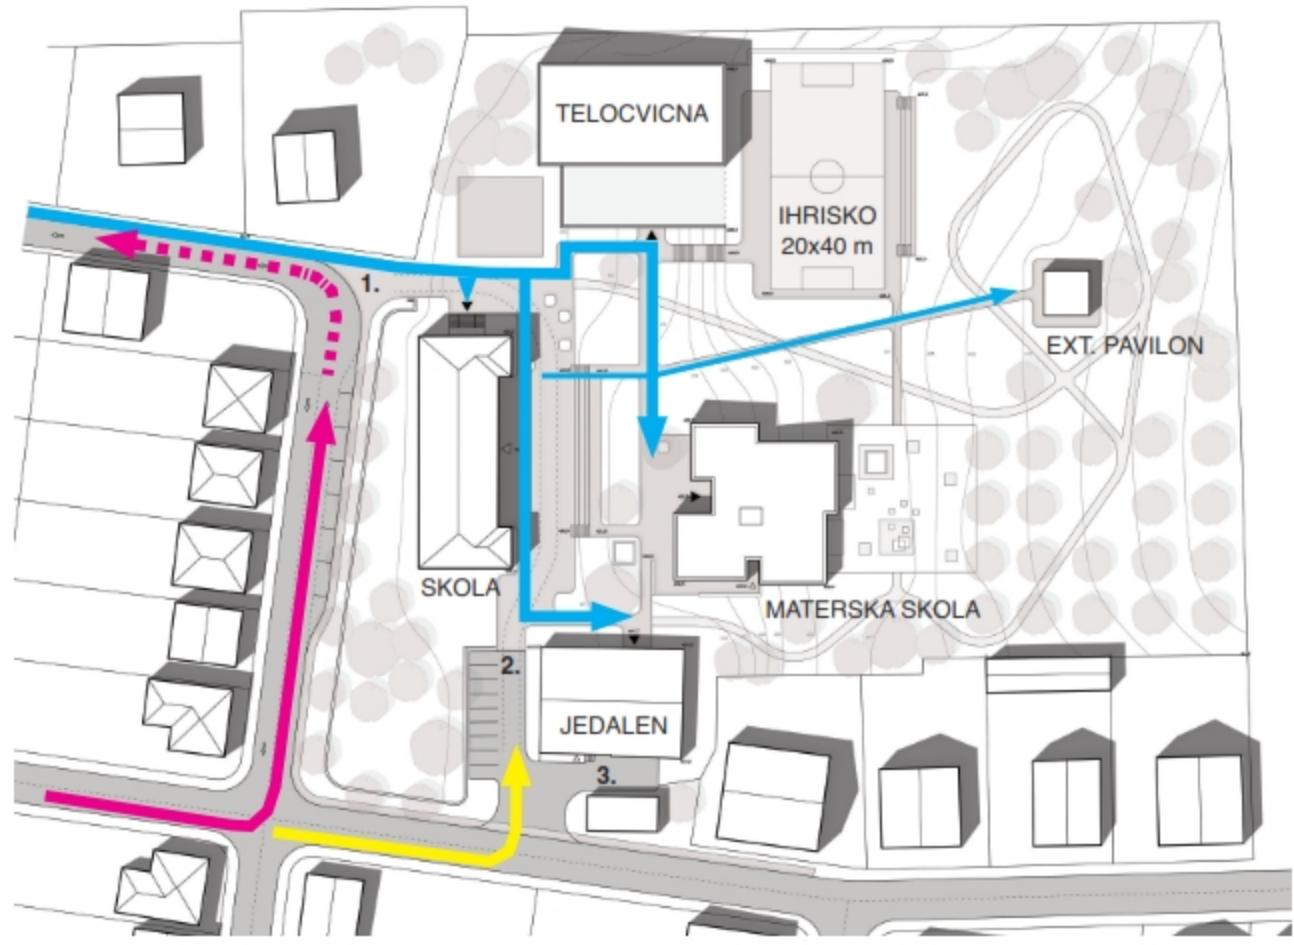 TELOCVICNA
IHRISKO
20x40 m
1.
EXT. PAVILON
SKOLA
MATERSKA SKOLA
2.
JEDALEN
3.